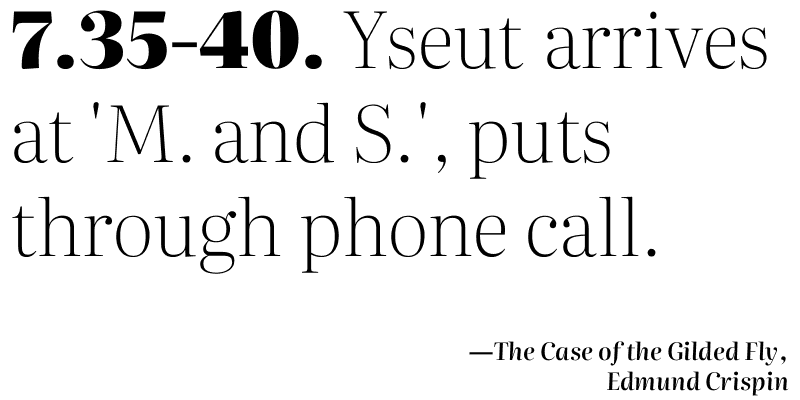 7.35-40. Yseut arrives
at 'M. and S.', puts
through phone call.
—The Case of the Gilded Fly,
Edmund Crispin